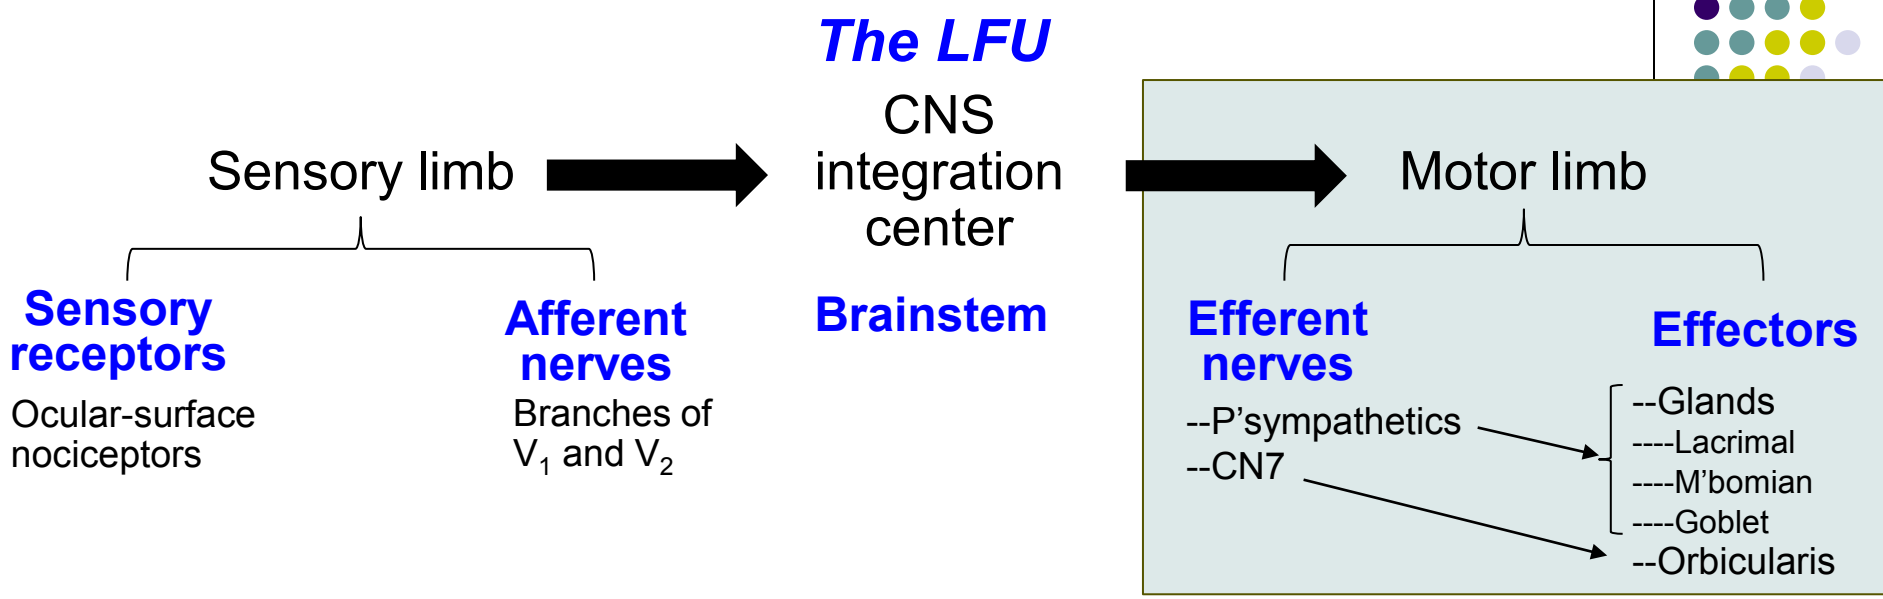 The LFU
Sensory limb
CNS
integration
center
Motor limb
Sensory
receptors
Ocular-surface
nociceptors
Afferent
nerves
Branches of
V₁ and V₂
Brainstem
Efferent
nerves
--P'sympathetics
--CN7
Effectors
--Glands
----Lacrimal
----M'bomian
----Goblet
--Orbicularis